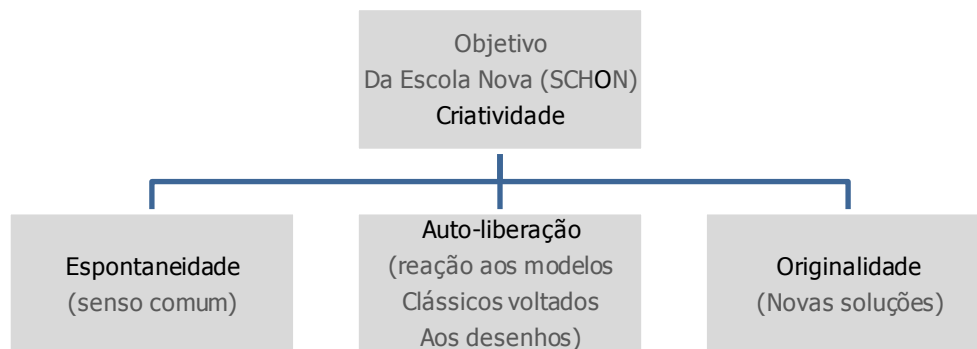 Objetivo
Da Escola Nova (SCHON)
Criatividade
Espontaneidade
(senso comum)
Auto-liberação
(reação aos modelos
Clássicos voltados
Aos desenhos)
Originalidade
(Novas soluções)